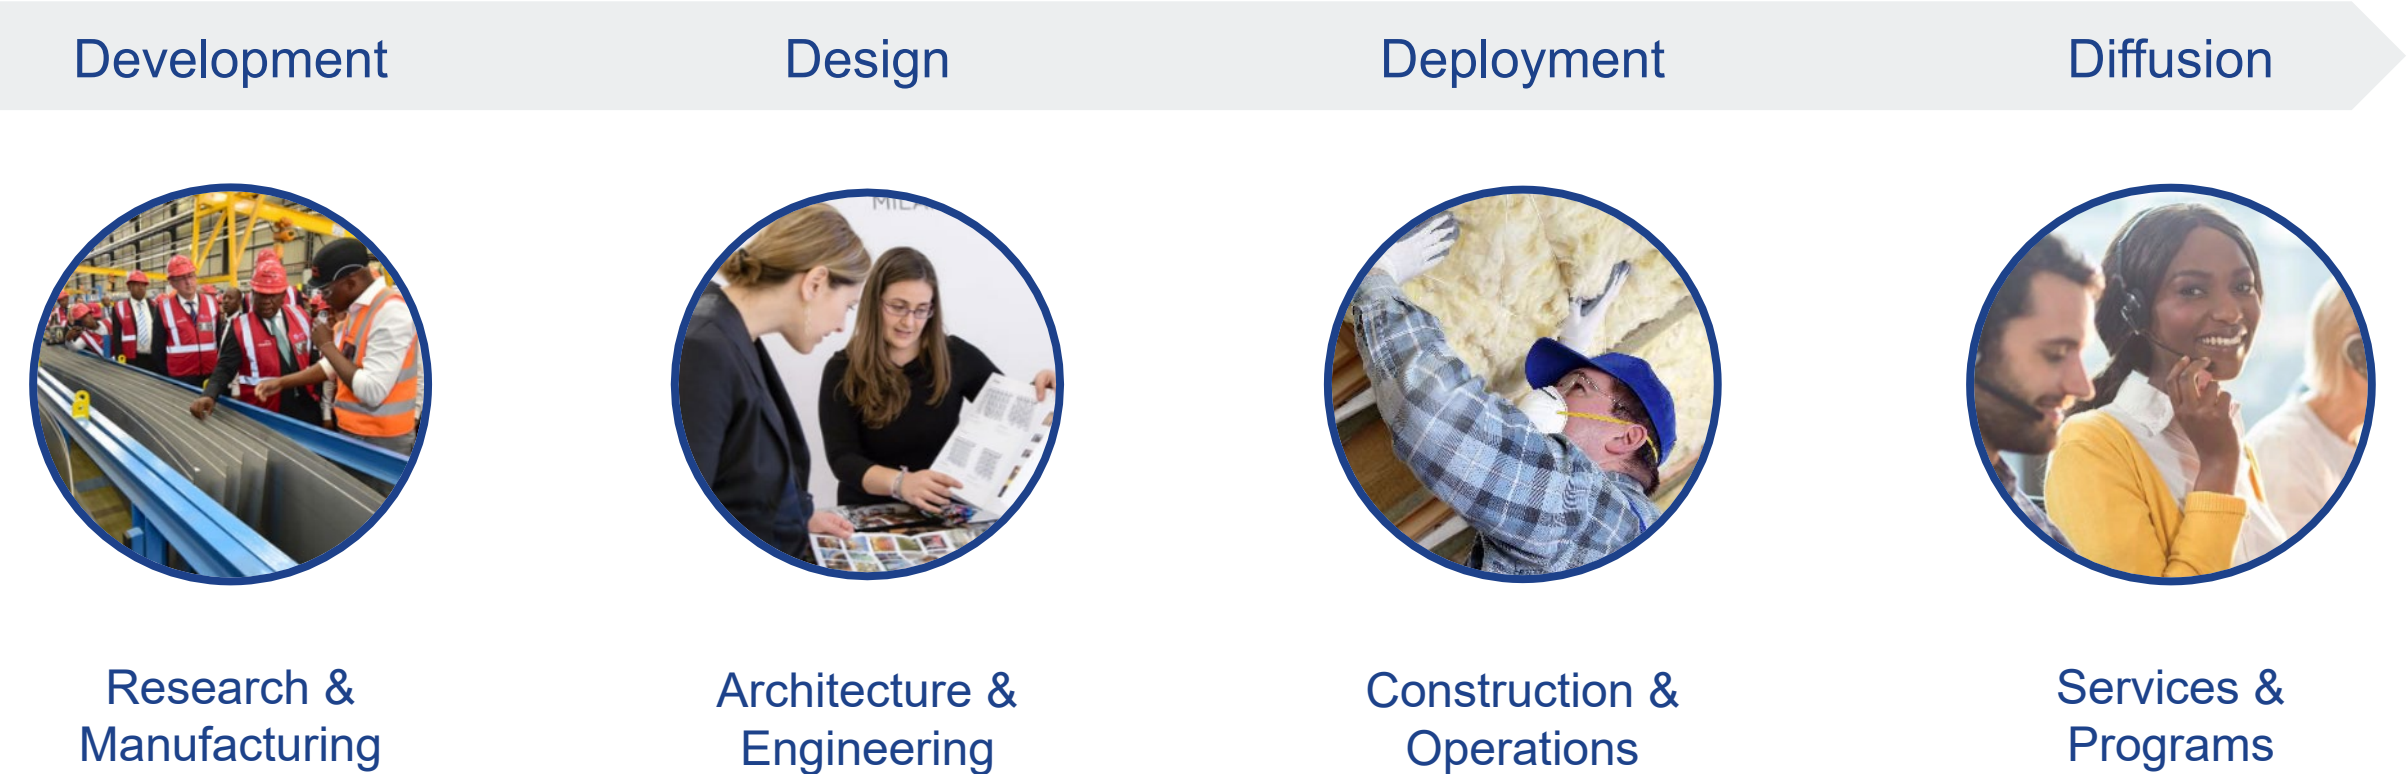 Development
Design
Deployment
Diffusion
Research &
Manufacturing
Architecture &
Engineering
Construction &
Operations
Services &
Programs